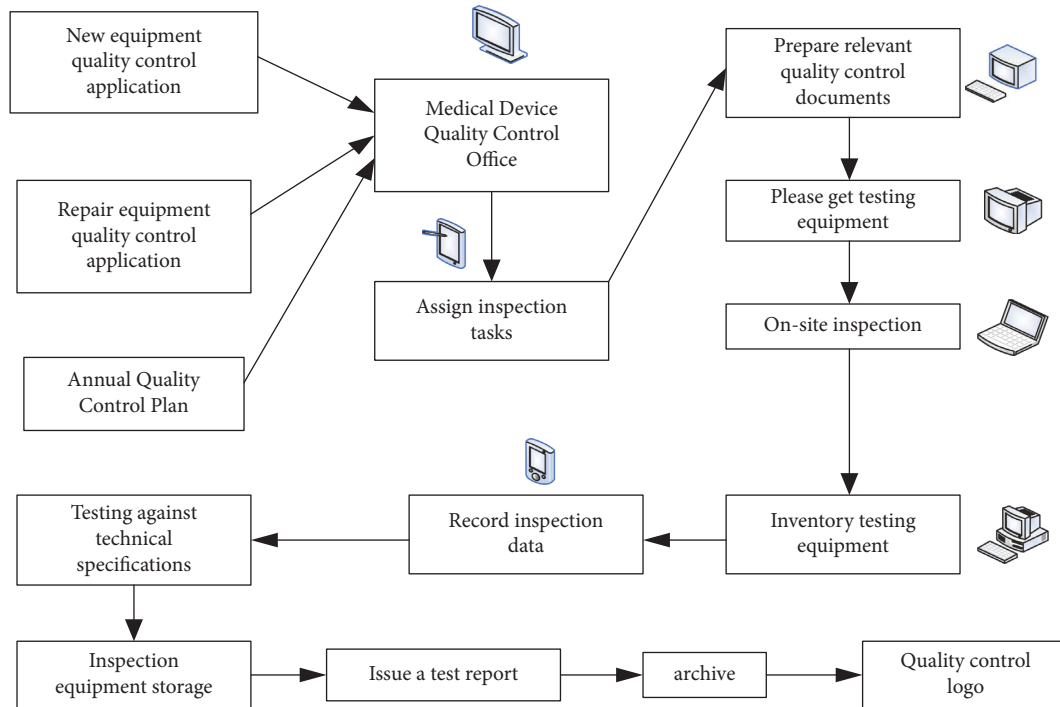 New equipment
quality control
application
Repair equipment
quality control
application
Annual Quality
Control Plan
Medical Device
Quality Control
Office
Assign inspection
tasks
Prepare relevant
quality control
documents
Please get testing
equipment
On-site inspection
Inventory testing
equipment
Record inspection
data
Testing against
technical
specifications
Inspection
equipment storage
Issue a test report
archive
Quality control
logo